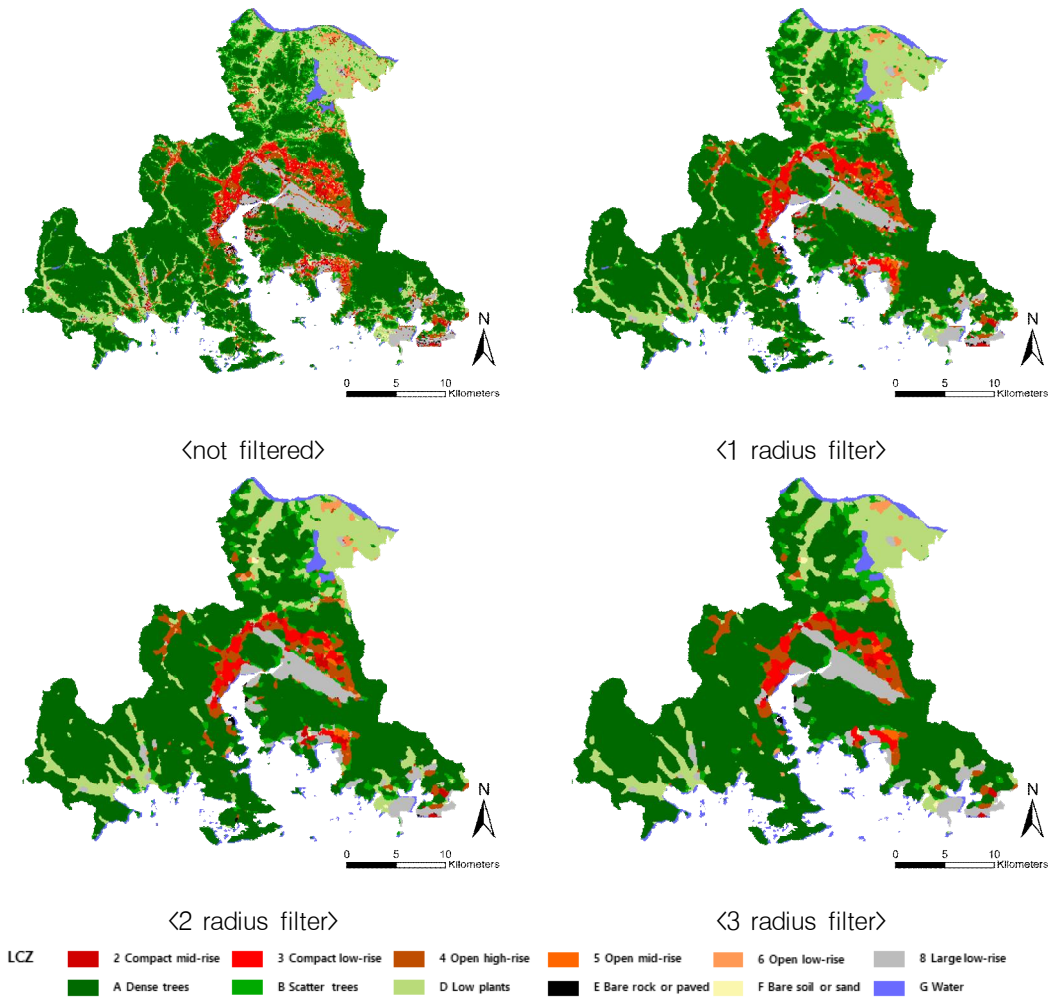 N
0 5 10
Kilometers
N
0 5 10
Kilometers
<not filtered>
<1 radius filter>
N
0 5 10
Kilometers
N
0 5 10
Kilometers
<2 radius filter>
<3 radius filter>
LCZ
2 Compact mid-rise
3 Compact low-rise
4 Open high-rise
5 Open mid-rise
6 Open low-rise
8 Large low-rise
A Dense trees
B Scatter trees
D Low plants
E Bare rock or paved
F Bare soil or sand
G Water